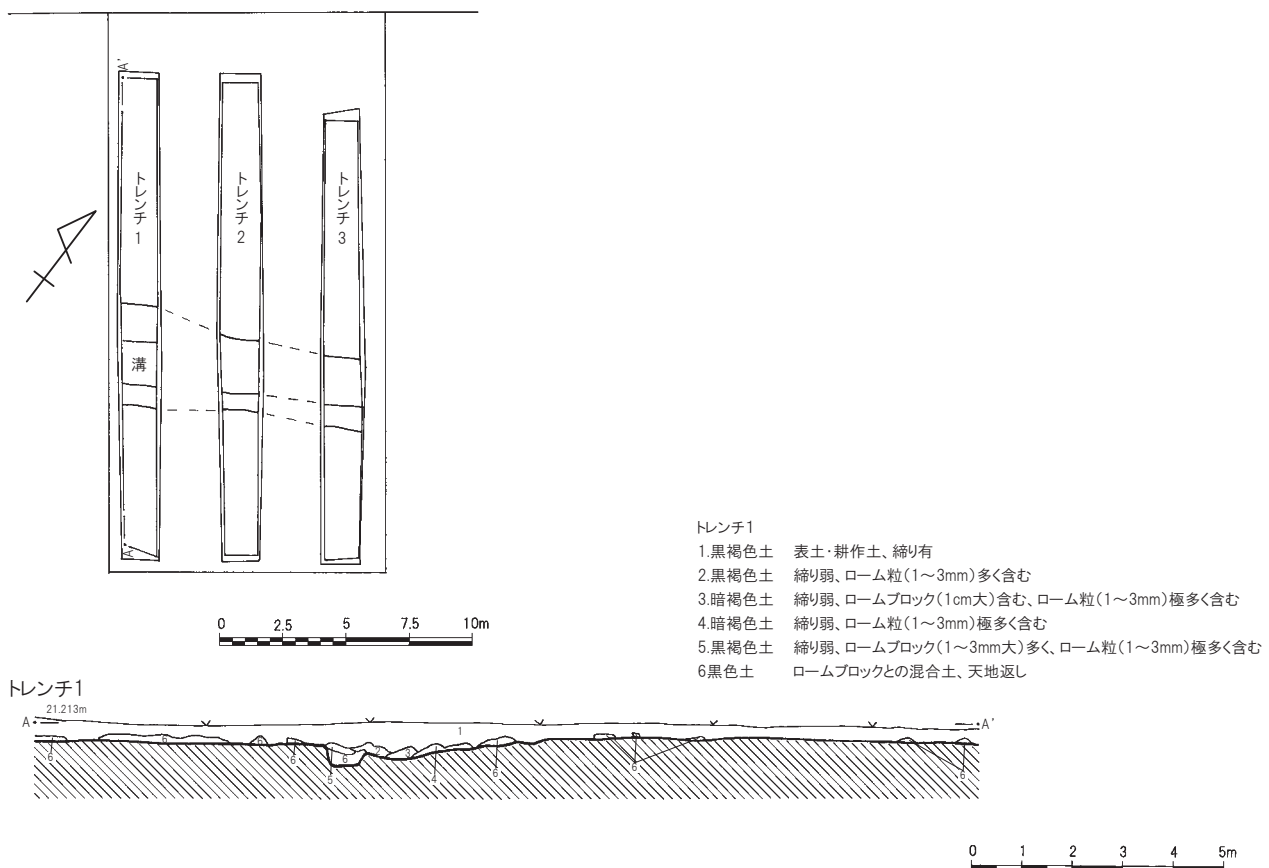 A'
トレンチ1
トレンチ2
トレンチ3
溝
A
0 2.5 5 7.5 10m
トレンチ1
1.黒褐色土 表土・耕作土、締り有
2.黒褐色土 締り弱、ローム粒(1～3mm)多く含む
3.暗褐色土 締り弱、ロームブロック(1cm大)含む、ローム粒(1～3mm)極多く含む
4.暗褐色土 締り弱、ローム粒(1～3mm)極多く含む
5.黒褐色土 締り弱、ロームブロック(1～3mm大)多く、ローム粒(1～3mm)極多く含む
6黒色土 ロームブロックとの混合土、天地返し
トレンチ1
A 21.213m A'
1
6 6 6 6 5 6 2 3 4 6 6 6
0 1 2 3 4 5m